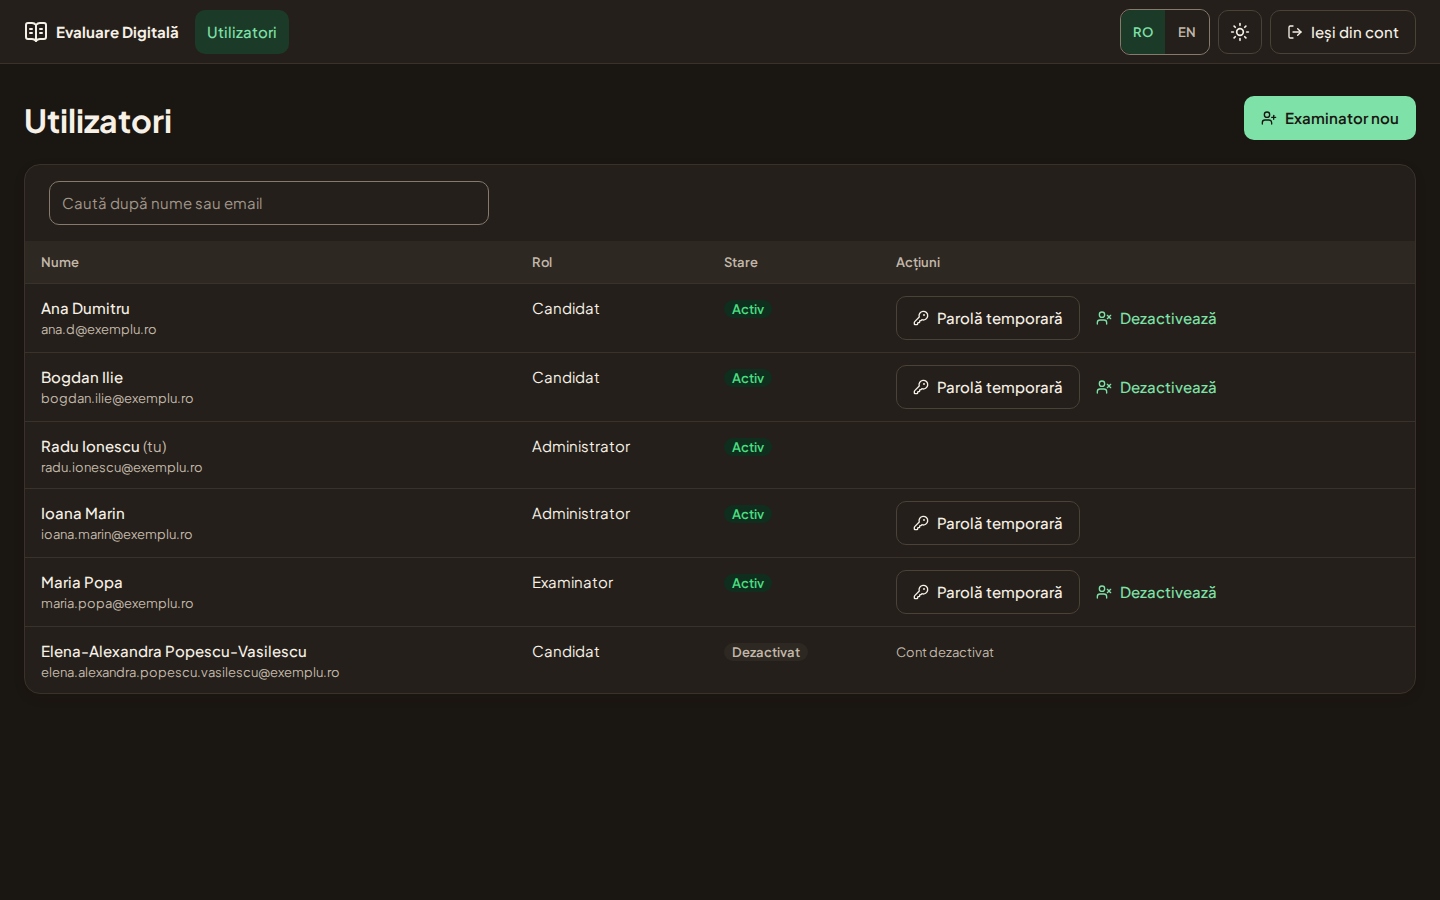 Evaluare Digitală
Utilizatori
RO EN
Ieși din cont
Utilizatori
Examinator nou
Caută după nume sau email
Nume Rol Stare Acțiuni
Ana Dumitru Candidat Activ Parolă temporară Dezactivează
ana.d@exemplu.ro
Bogdan Ilie Candidat Activ Parolă temporară Dezactivează
bogdan.ilie@exemplu.ro
Radu Ionescu (tu) Administrator Activ
radu.ionescu@exemplu.ro
Ioana Marin Administrator Activ Parolă temporară
ioana.marin@exemplu.ro
Maria Popa Examinator Activ Parolă temporară Dezactivează
maria.popa@exemplu.ro
Elena-Alexandra Popescu-Vasilescu Candidat Dezactivat Cont dezactivat
elena.alexandra.popescu.vasilescu@exemplu.ro